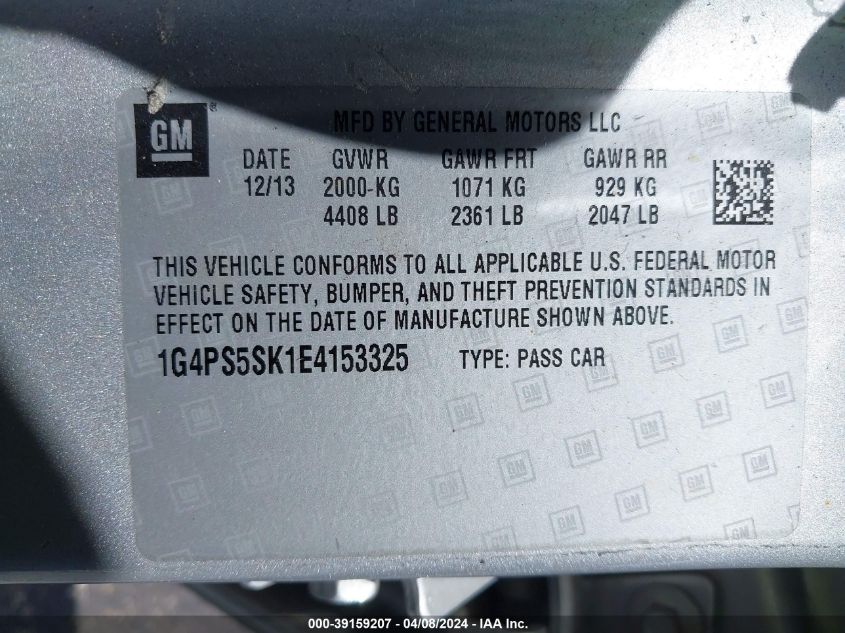 GM ®
MFD BY GENERAL MOTORS LLC
DATE GVWR GAWR FRT GAWR RR
12/13 2000-KG 1071 KG 929 KG
4408 LB 2361 LB 2047 LB
THIS VEHICLE CONFORMS TO ALL APPLICABLE U.S. FEDERAL MOTOR
VEHICLE SAFETY, BUMPER, AND THEFT PREVENTION STANDARDS IN
EFFECT ON THE DATE OF MANUFACTURE SHOWN ABOVE.
1G4PS5SK1E4153325 TYPE: PASS CAR
000-39159207 - 04/08/2024 - IAA Inc.